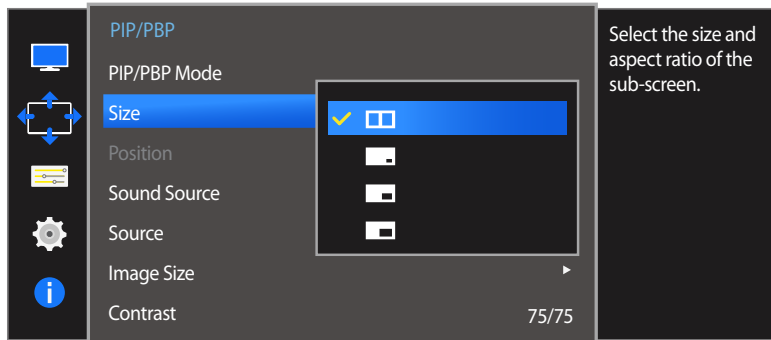 PIP/PBP
PIP/PBP Mode
Size
Position
Sound Source
Source
Image Size
Contrast 75/75
Select the size and
aspect ratio of the
sub-screen.